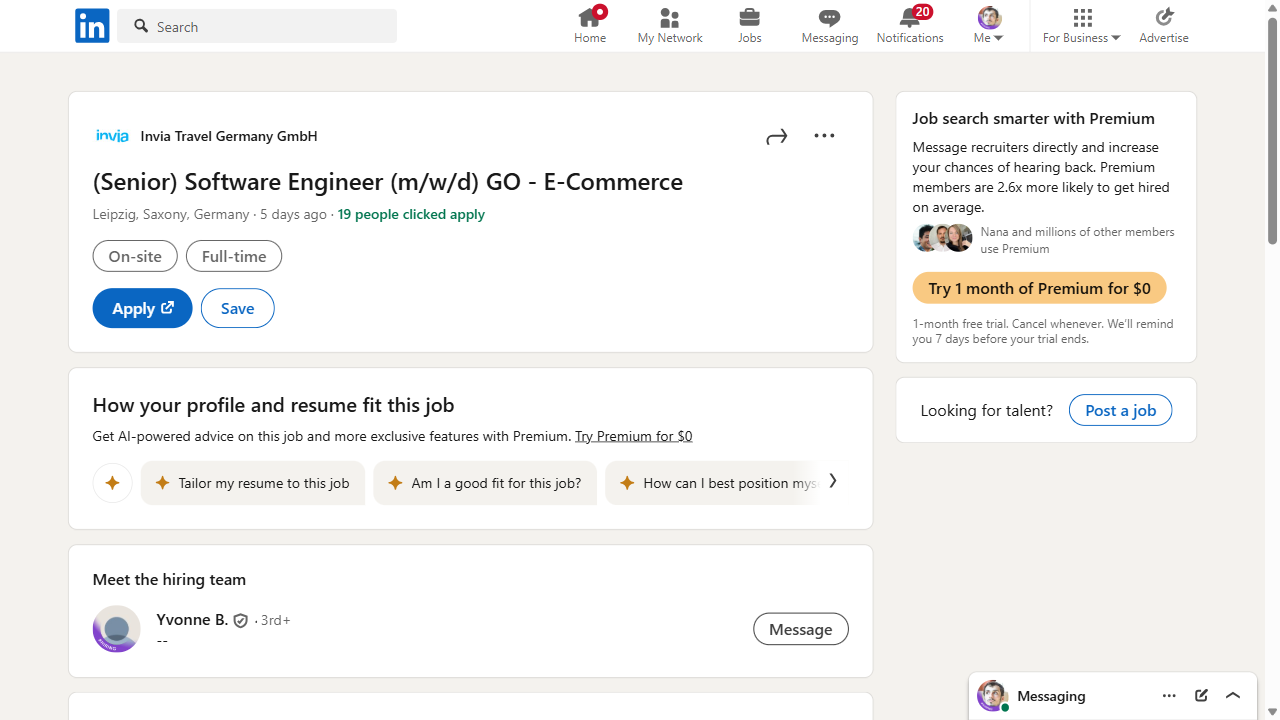 in
Search
Home
My Network
Jobs
Messaging
20
Notifications
Me
For Business
Advertise
invia
Invia Travel Germany GmbH
(Senior) Software Engineer (m/w/d) GO - E-Commerce
Leipzig, Saxony, Germany · 5 days ago · 19 people clicked apply
On-site
Full-time
Apply
Save
How your profile and resume fit this job
Get AI-powered advice on this job and more exclusive features with Premium. Try Premium for $0
Tailor my resume to this job
Am I a good fit for this job?
How can I best position mys
Meet the hiring team
Yvonne B. · 3rd+
--
Message
Job search smarter with Premium
Message recruiters directly and increase
your chances of hearing back. Premium
members are 2.6x more likely to get hired
on average.
Nana and millions of other members
use Premium
Try 1 month of Premium for $0
1-month free trial. Cancel whenever. We’ll remind
you 7 days before your trial ends.
Looking for talent?
Post a job
Messaging